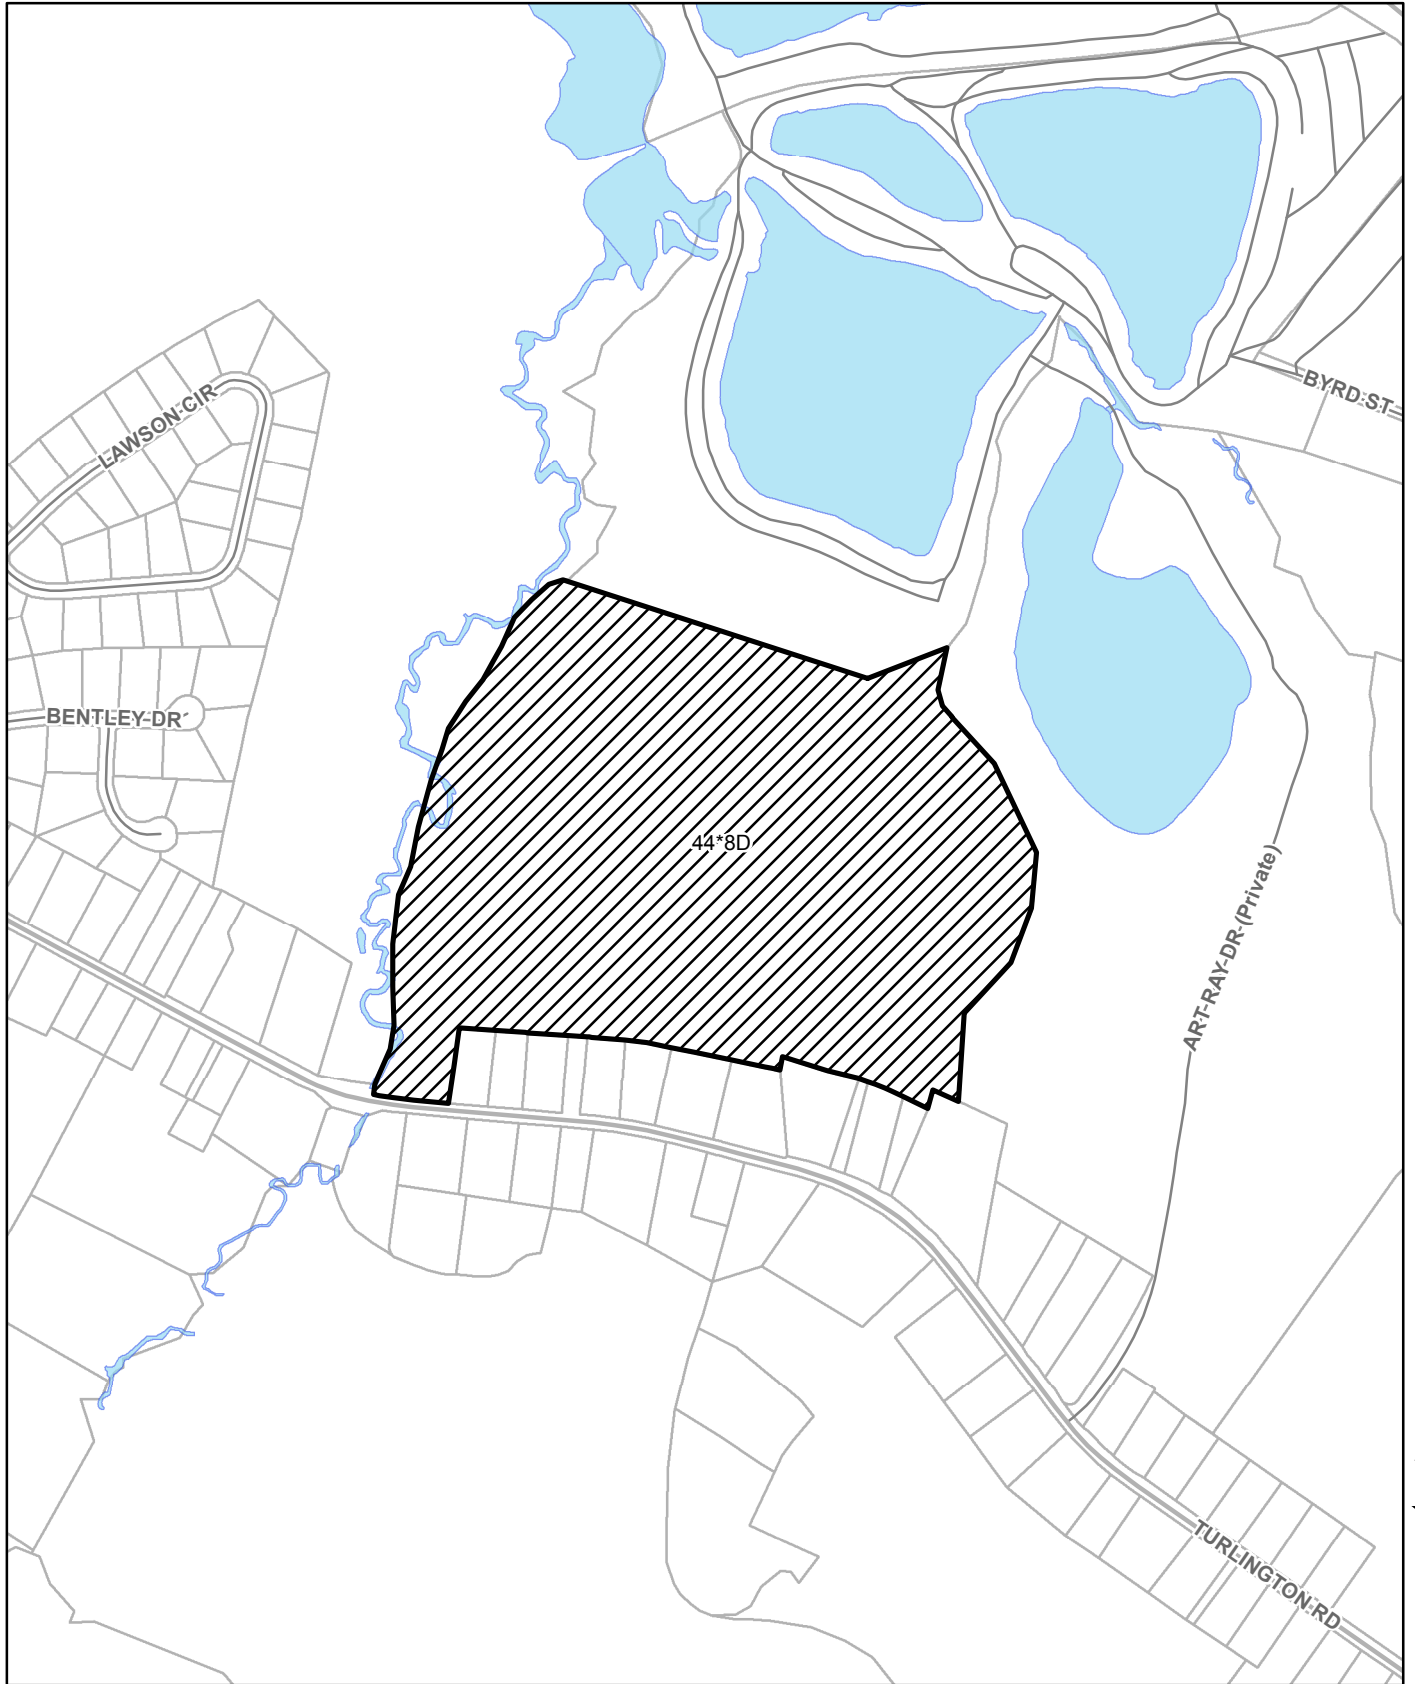 BYRD ST
LAWSON CIR
BENTLEY DR
44*8D
ART RAY DR (Private)
TURLINGTON RD